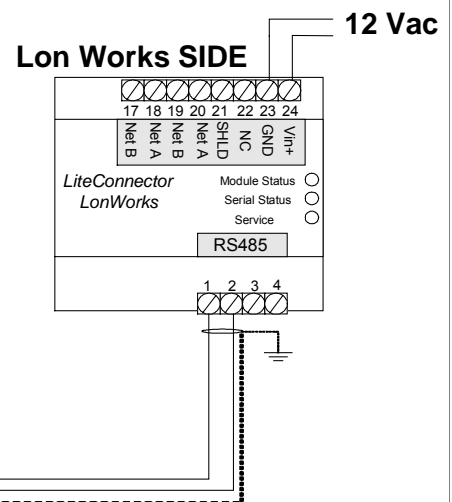 12 Vac
Lon Works SIDE
17 18 19 20 21 22 23 24
Net B Net A Net B Net A SHLD NC GND Vin+
LiteConnector
LonWorks
Module Status
Serial Status
Service
RS485
1 2 3 4